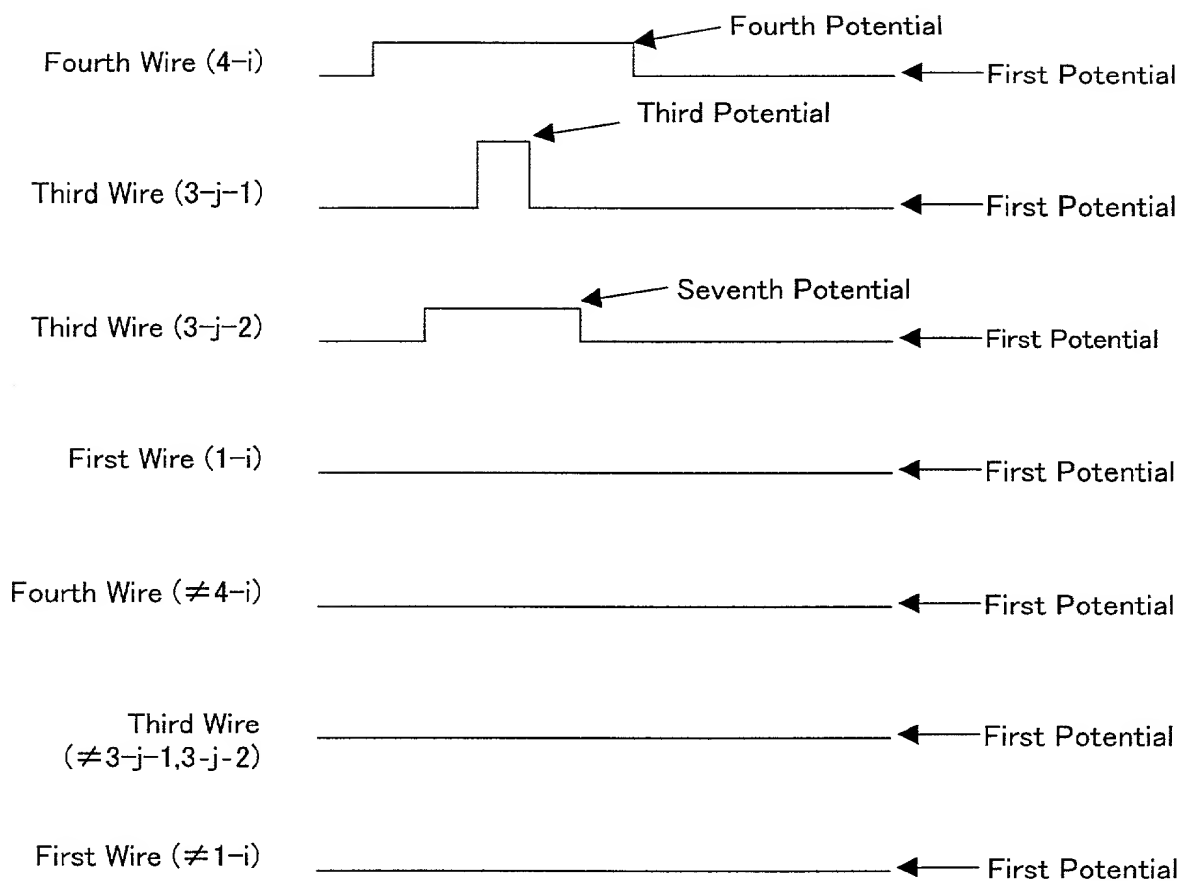 Fourth Potential
Fourth Wire (4-i)
First Potential
Third Potential
Third Wire (3-j-1)
First Potential
Seventh Potential
Third Wire (3-j-2)
First Potential
First Wire (1-i)
First Potential
Fourth Wire (≠4-i)
First Potential
Third Wire
(≠3-j-1,3-j-2)
First Potential
First Wire (≠1-i)
First Potential